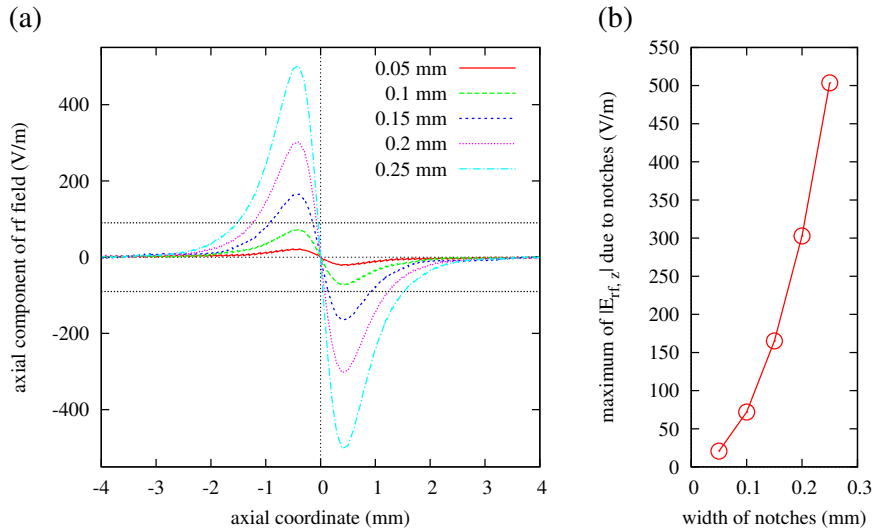 (a)
0.05 mm
0.1 mm
0.15 mm
0.2 mm
0.25 mm
400
200
0
-200
-400
axial component of rf field (V/m)
-4 -3 -2 -1 0 1 2 3 4
axial coordinate (mm)
(b)
550
500
450
400
350
300
250
200
150
100
50
0
maximum of |E_rf, z| due to notches (V/m)
0 0.1 0.2 0.3
width of notches (mm)